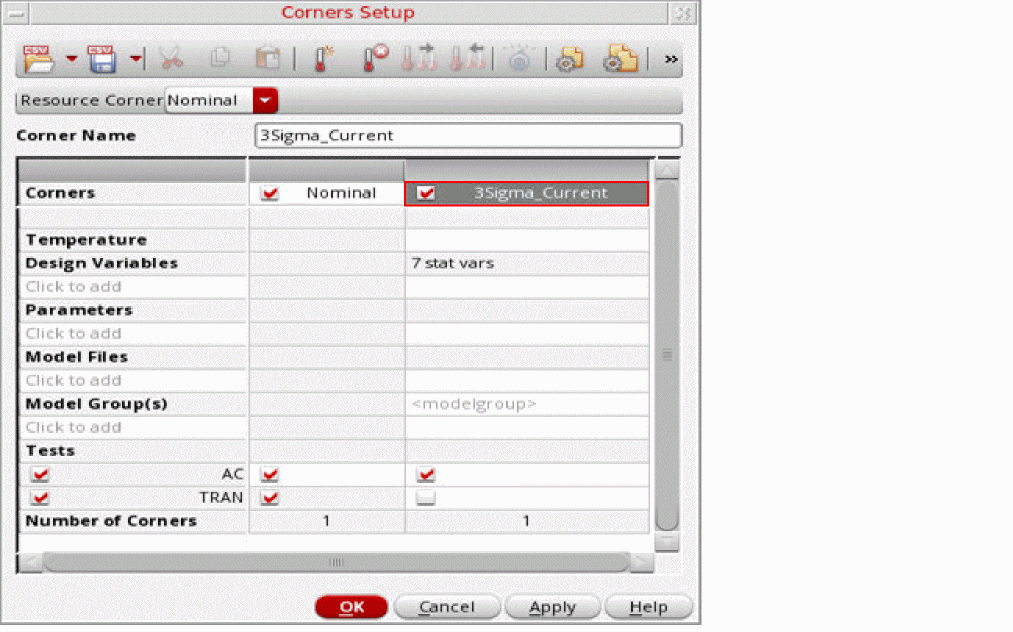 Corners Setup
»
Resource Corner Nominal
Corner Name 3Sigma_Current
Corners Nominal 3Sigma_Current
Temperature
Design Variables 7 stat vars
Click to add
Parameters
Click to add
Model Files
Click to add
Model Group(s) <modelgroup>
Click to add
Tests
AC
TRAN
Number of Corners 1 1
OK Cancel Apply Help